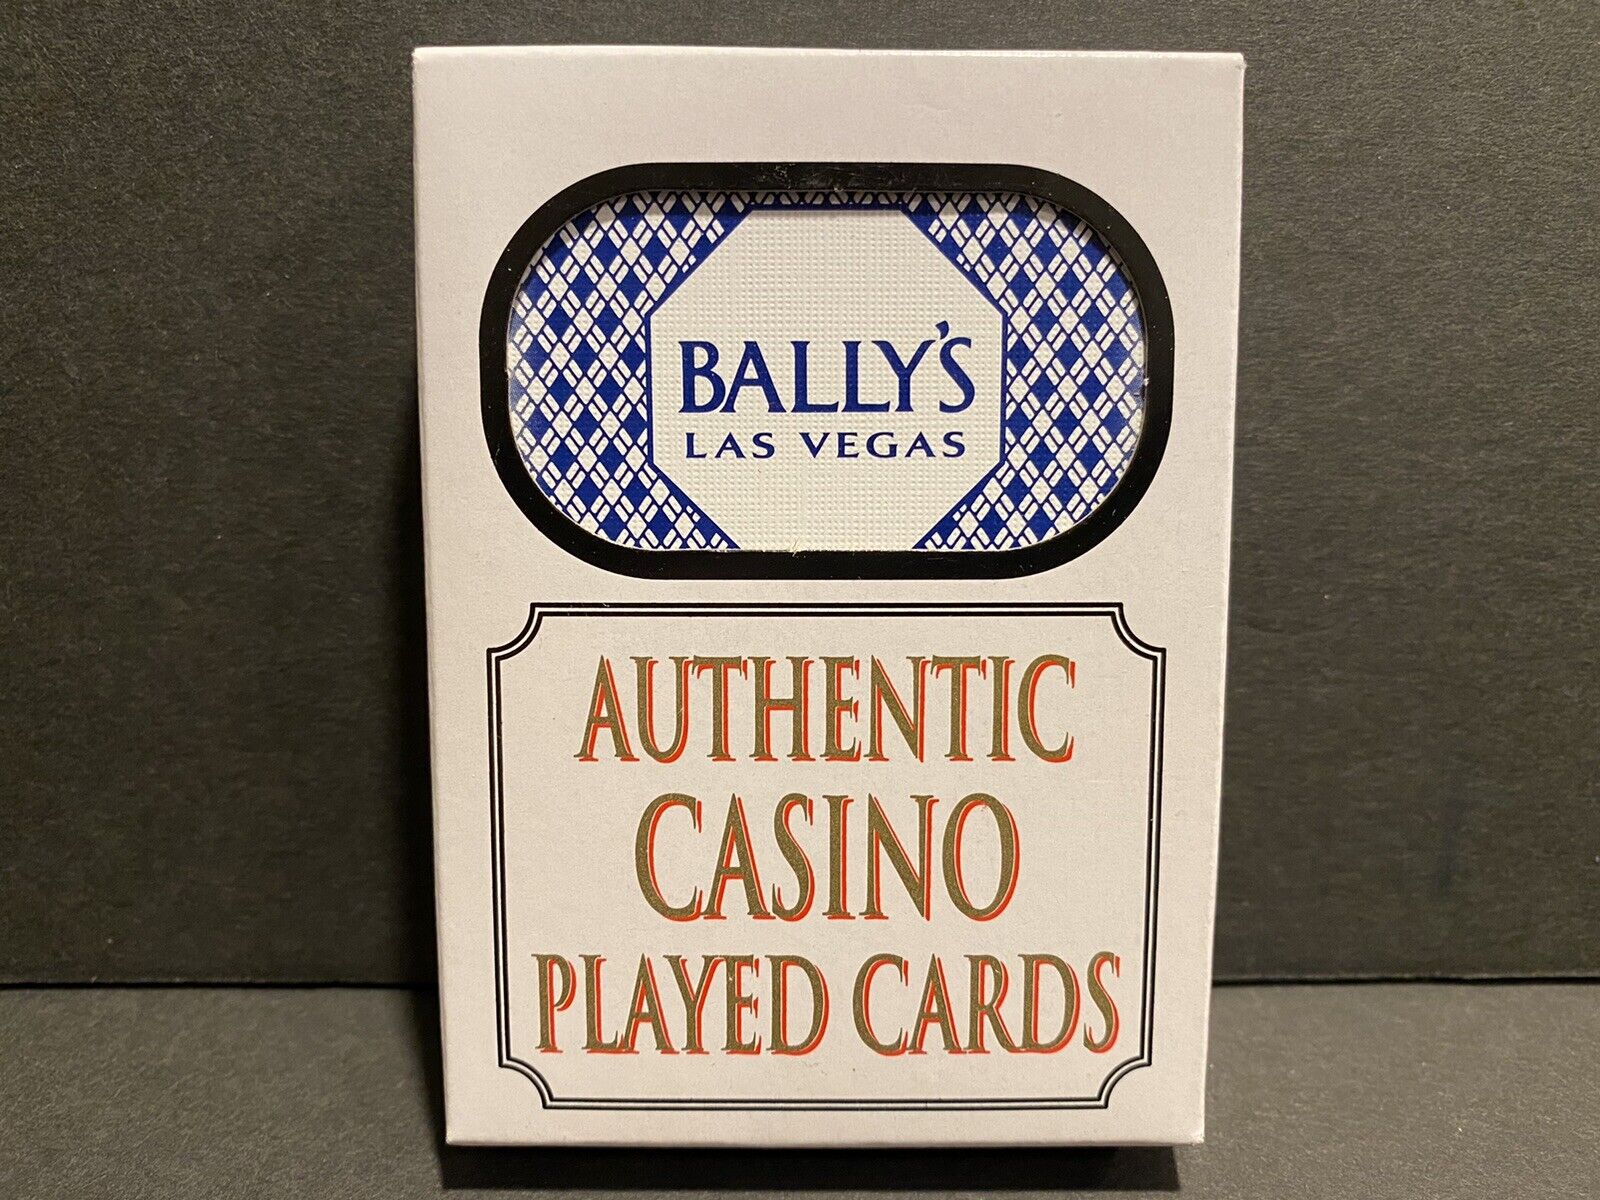 BALLY'S
LAS VEGAS
AUTHENTIC
CASINO
PLAYED CARDS